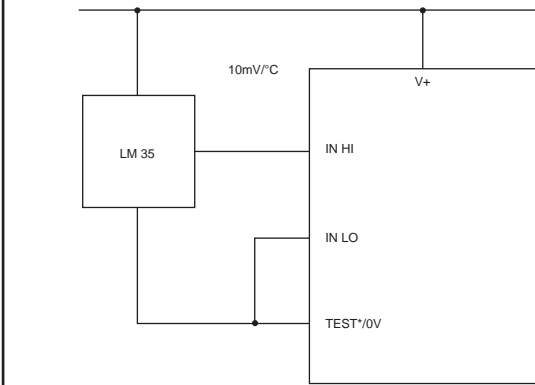 10mV/°C
V+
LM 35
IN HI
IN LO
TEST*/0V